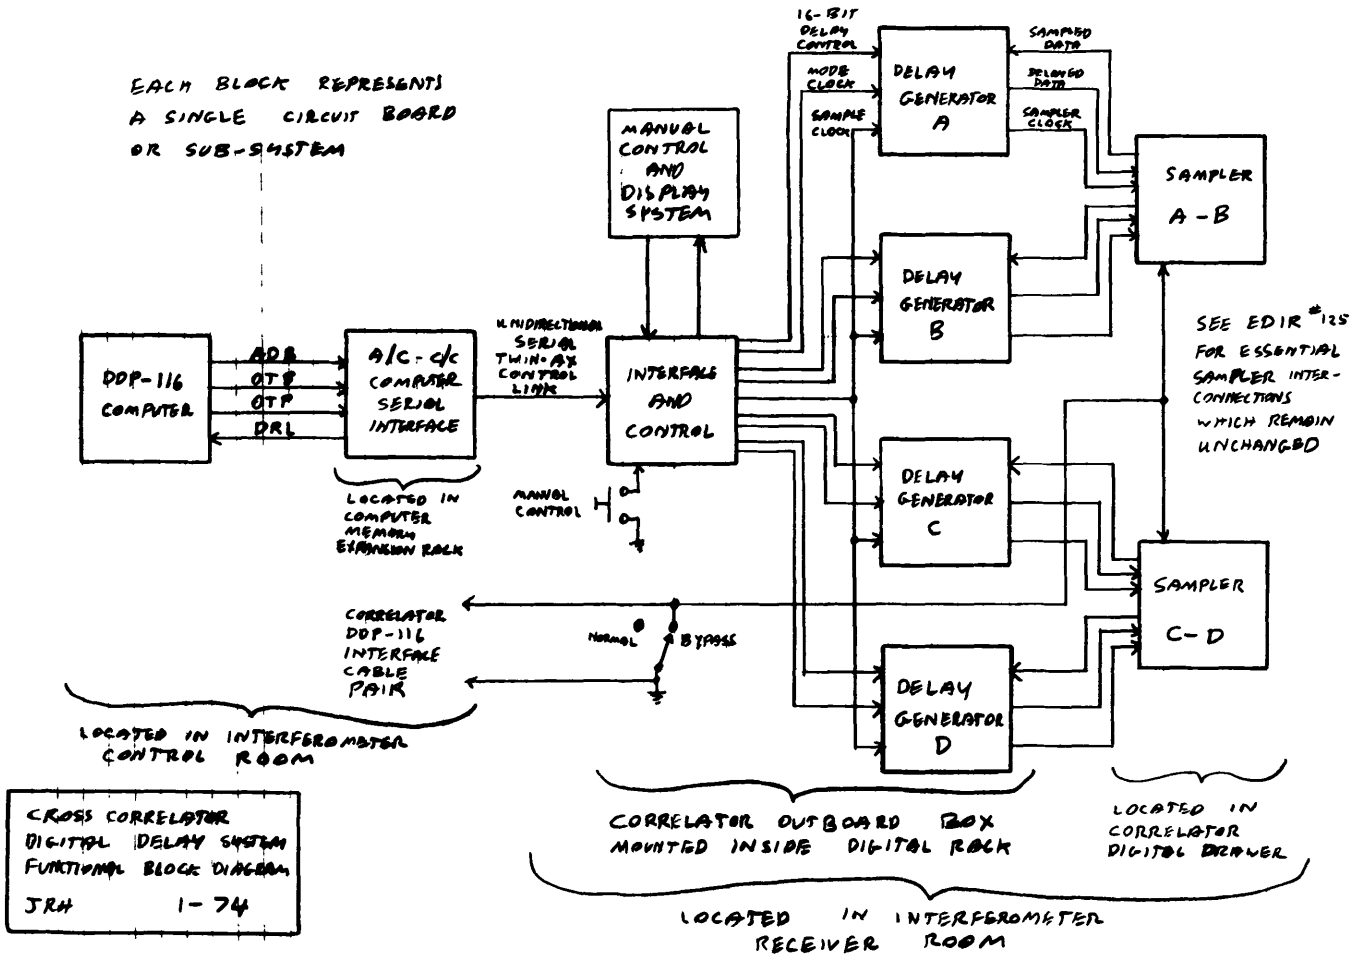 EACH BLOCK REPRESENTS
A SINGLE CIRCUIT BOARD
OR SUB-SYSTEM
16-BIT
DELAY
CONTROL
MODE
CLOCK
SAMPLE
CLOCK
DELAY
GENERATOR
A
SAMPLED
DATA
DELAYED
DATA
SAMPLER
CLOCK
SAMPLER
A-B
MANUAL
CONTROL
AND
DISPLAY
SYSTEM
DELAY
GENERATOR
B
DDP-116
COMPUTER
ADB
OTB
OTP
DRL
A/C-C/C
COMPUTER
SERIAL
INTERFACE
UNIDIRECTIONAL
SERIAL
TWIN-AX
CONTROL
LINK
INTERFACE
AND
CONTROL
SEE EDIR #125
FOR ESSENTIAL
SAMPLER INTER-
CONNECTIONS
WHICH REMAIN
UNCHANGED
LOCATED IN
COMPUTER
MEMORY
EXPANSION RACK
MANUAL
CONTROL
DELAY
GENERATOR
C
SAMPLER
C-D
CORRELATOR
DDP-116
INTERFACE
CABLE
PAIR
NORMAL
BYPASS
DELAY
GENERATOR
D
LOCATED IN INTERFEROMETER
CONTROL ROOM
CORRELATOR OUTBOARD BOX
MOUNTED INSIDE DIGITAL RACK
LOCATED IN
CORRELATOR
DIGITAL DRAWER
LOCATED IN INTERFEROMETER
RECEIVER ROOM
CROSS CORRELATOR
DIGITAL DELAY SYSTEM
FUNCTIONAL BLOCK DIAGRAM
JRH 1-74